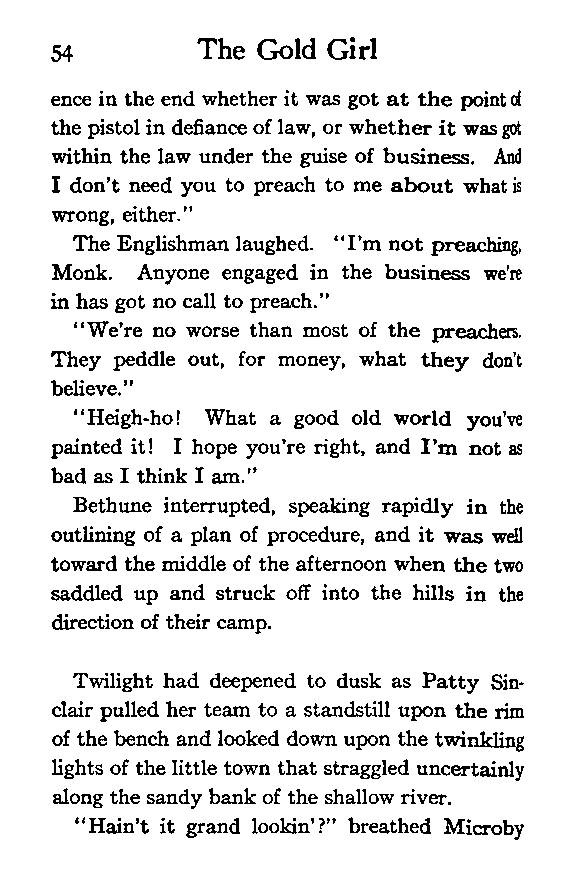 54 The Gold Girl
ence in the end whether it was got at the point of
the pistol in defiance of law, or whether it was got
within the law under the guise of business. And
I don't need you to preach to me about what is
wrong, either."
The Englishman laughed. "I'm not preaching,
Monk. Anyone engaged in the business we're
in has got no call to preach."
"We're no worse than most of the preachers.
They peddle out, for money, what they don't
believe."
"Heigh-ho! What a good old world you've
painted it! I hope you're right, and I'm not as
bad as I think I am."
Bethune interrupted, speaking rapidly in the
outlining of a plan of procedure, and it was well
toward the middle of the afternoon when the two
saddled up and struck off into the hills in the
direction of their camp.
Twilight had deepened to dusk as Patty Sin-
clair pulled her team to a standstill upon the rim
of the bench and looked down upon the twinkling
lights of the little town that straggled uncertainly
along the sandy bank of the shallow river.
"Hain't it grand lookin'?" breathed Microby